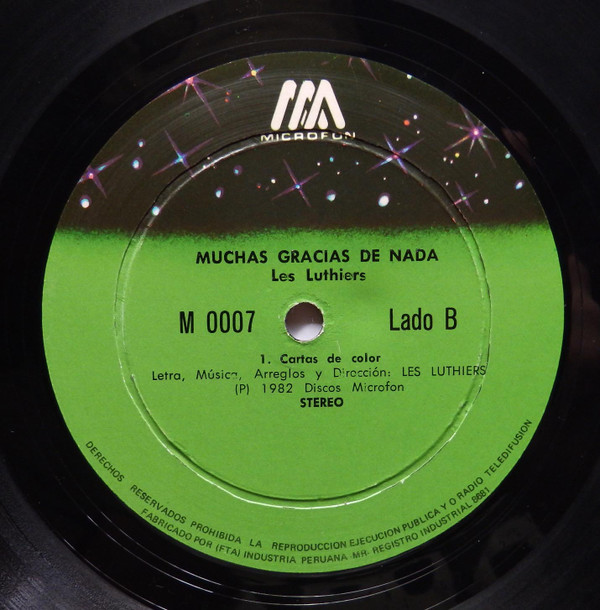 MICROFON
MUCHAS GRACIAS DE NADA
Les Luthiers
M 0007
Lado B
1. Cartas de color
Letra, Música, Arreglos y Dirección: LES LUTHIERS
(P) 1982 Discos Microfon
STEREO
DERECHOS RESERVADOS PROHIBIDA LA REPRODUCCION EJECUCION PUBLICA Y O RADIO TELEDIFUSION
FABRICADO POR (FTA) INDUSTRIA PERUANA MR. REGISTRO INDUSTRIAL 8681